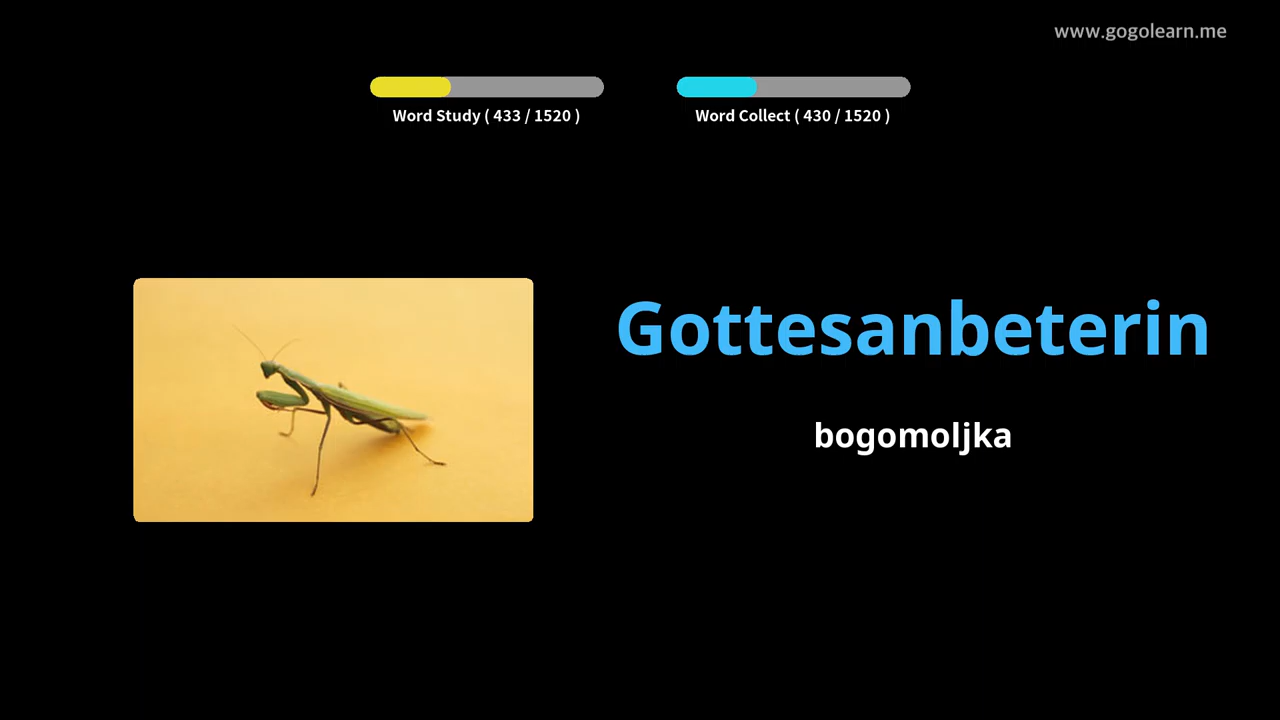 www.gogolearn.me
Word Study ( 433 / 1520 )
Word Collect ( 430 / 1520 )
Gottesanbeterin
bogomoljka